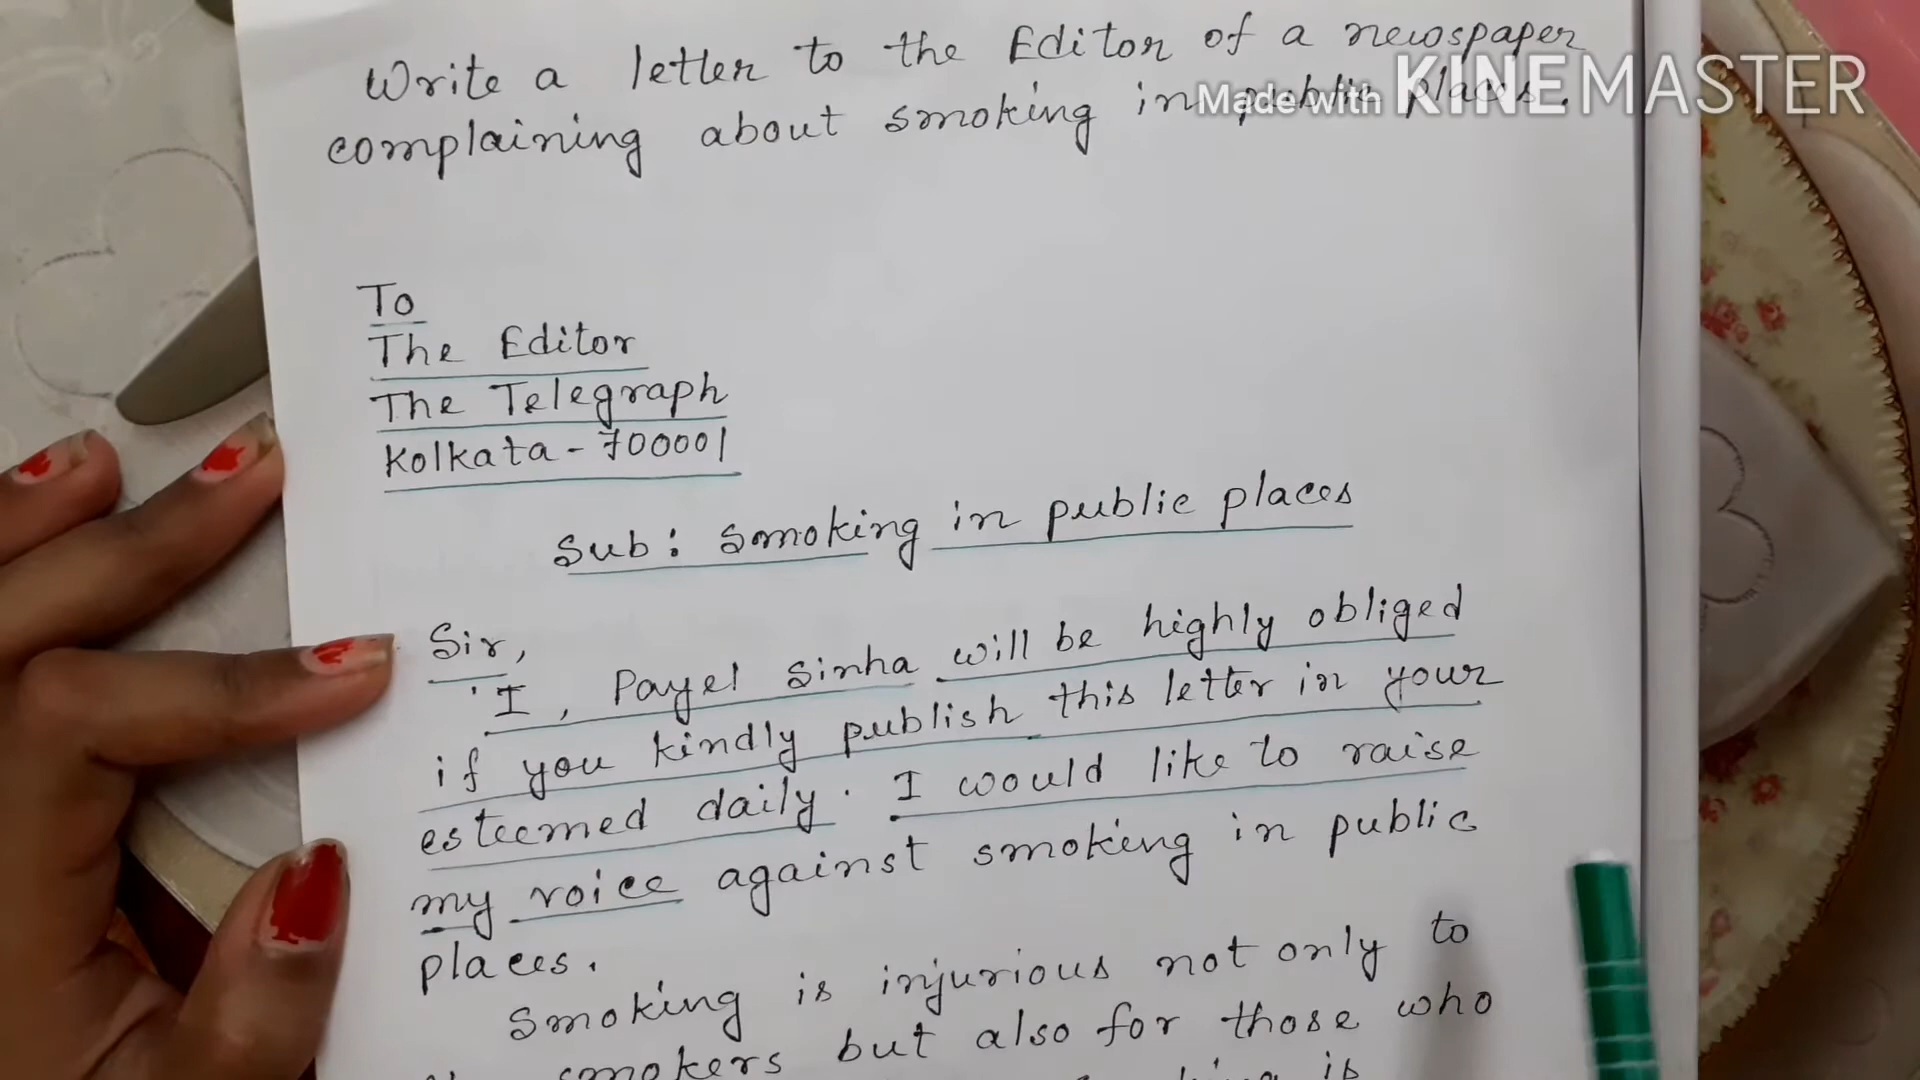 Write a letter to the Editor of a newspaper
Made with KINEMASTER
complaining about smoking in public places.
To
The Editor
The Telegraph
Kolkata - 700001
Sub: Smoking in public places
Sir,
I, Payel Sinha will be highly obliged
if you kindly publish this letter in your
esteemed daily. I would like to raise
my voice against smoking in public
places.
Smoking is injurious not only to
smokers but also for those who
is